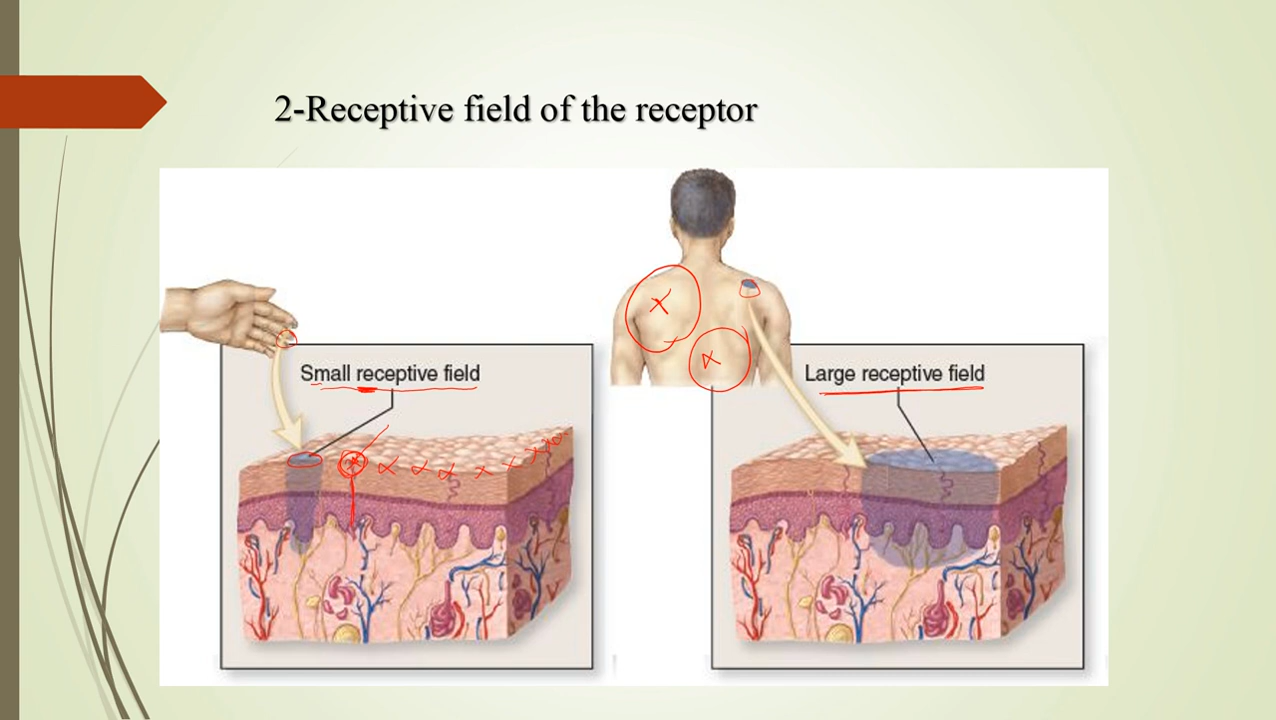 2-Receptive field of the receptor
Small receptive field
Large receptive field